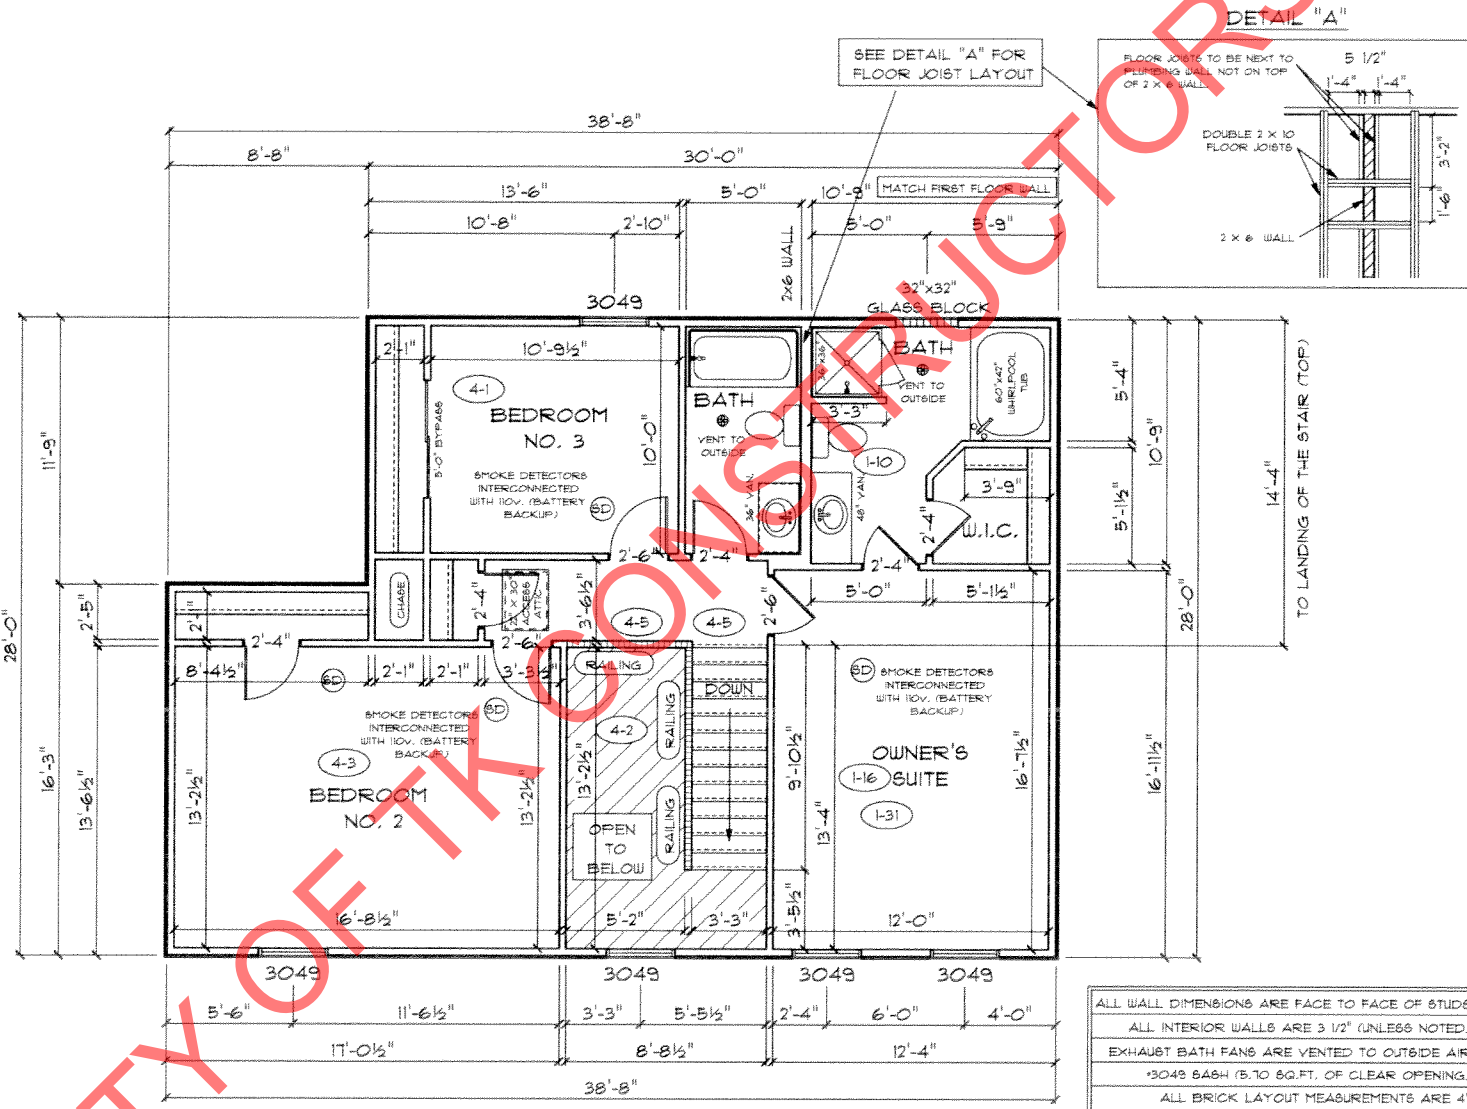 DETAIL "A"
SEE DETAIL "A" FOR
FLOOR JOIST LAYOUT
FLOOR JOISTS TO BE NEXT TO
PLUMBING WALL NOT ON TOP
OF 2 X 6 WALL
5 1/2"
1'-4"
1'-4"
DOUBLE 2 X 10
FLOOR JOISTS
3'-2"
1'-6"
2 X 6 WALL
38'-8"
8'-8"
30'-0"
13'-6"
5'-0"
10'-9"
MATCH FIRST FLOOR WALL
10'-8"
2'-10"
5'-0"
5'-9"
2x6 WALL
3049
32"x32"
GLASS BLOCK
2'-1"
10'-9½"
4-1
BEDROOM
NO. 3
5'-0" BYPASS
10'-0"
SMOKE DETECTORS
INTERCONNECTED
WITH 110v. (BATTERY
BACKUP)
SD
BATH
VENT TO
OUTSIDE
36" VAN.
36"x36"
BATH
VENT TO
OUTSIDE
3'-3"
1-10
48" VAN.
60"x42"
WHIRLPOOL
TUB
3'-9"
W.I.C.
2'-4"
5'-4"
5'-1½"
10'-9"
14'-4"
TO LANDING OF THE STAIR (TOP)
28'-0"
11'-9"
28'-0"
2'-5"
16'-3"
13'-6½"
2'-6"
2'-4"
2'-4"
5'-0"
5'-1½"
CHASE
2'-4"
22" X 30"
ACCESS
ATTIC
3'-6½"
4-5
4-5
2'-6"
2'-4"
2'-6"
8'-4½"
2'-1"
2'-1"
3'-3½"
RAILING
DOWN
SD
SD
SMOKE DETECTORS
INTERCONNECTED
WITH 110v. (BATTERY
BACKUP)
4-3
BEDROOM
NO. 2
13'-2½"
13'-2½"
13'-2½"
4-2
RAILING
RAILING
OPEN
TO
BELOW
9'-10½"
3'-5½"
13'-4"
SD
SMOKE DETECTORS
INTERCONNECTED
WITH 110v. (BATTERY
BACKUP)
OWNER'S
SUITE
1-16
1-31
16'-7½"
16'-11½"
16'-8½"
5'-2"
3'-3"
12'-0"
3049
3049
3049
3049
5'-6"
11'-6½"
3'-3"
5'-5½"
2'-4"
6'-0"
4'-0"
17'-0½"
8'-8½"
12'-4"
38'-8"
ALL WALL DIMENSIONS ARE FACE TO FACE OF STUDS
ALL INTERIOR WALLS ARE 3 1/2" (UNLESS NOTED.
EXHAUST BATH FANS ARE VENTED TO OUTSIDE AIR
*3049 SASH (5.70 SQ.FT. OF CLEAR OPENING.
ALL BRICK LAYOUT MEASUREMENTS ARE 4"
TY OF TK CONSTRUCTORS